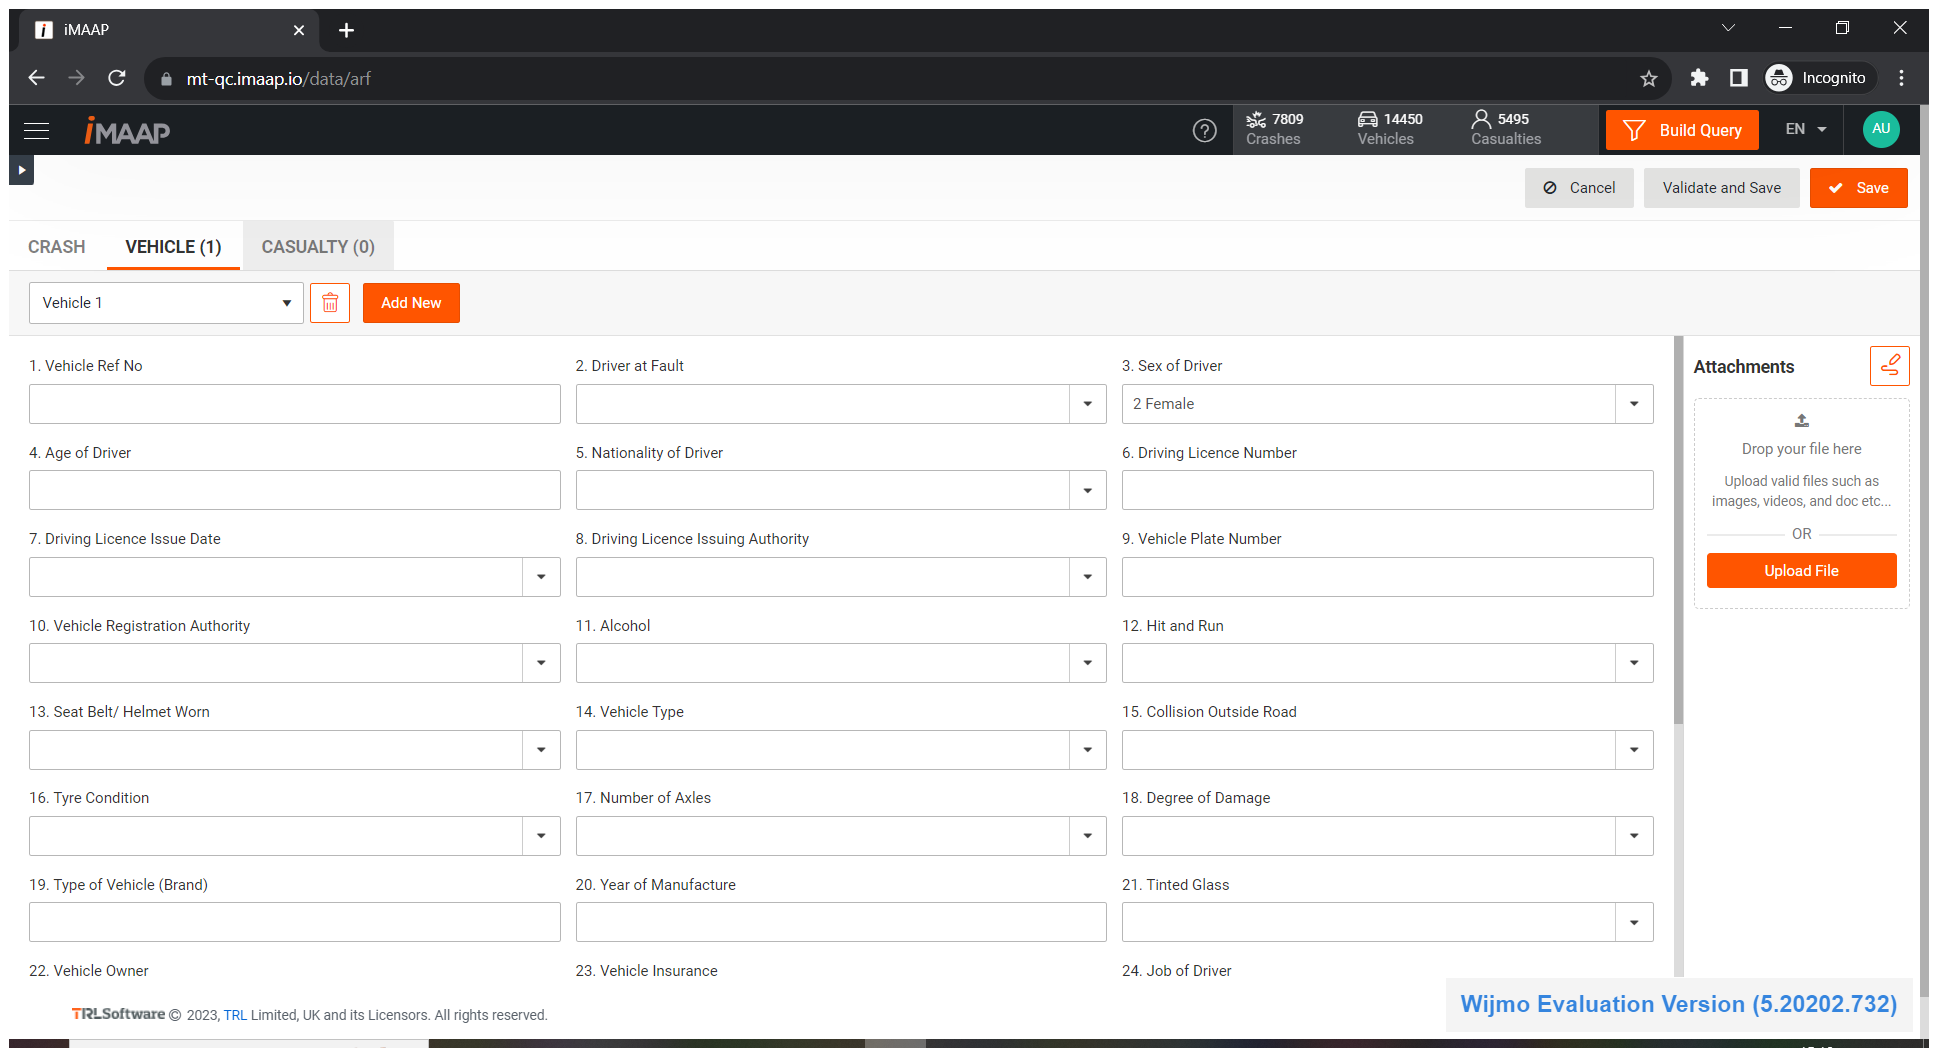 iMAAP
mt-qc.imaap.io/data/arf
Incognito
iMAAP
7809
Crashes
14450
Vehicles
5495
Casualties
Build Query
EN
AU
Cancel
Validate and Save
Save
CRASH
VEHICLE (1)
CASUALTY (0)
Vehicle 1
Add New
1. Vehicle Ref No
2. Driver at Fault
3. Sex of Driver
2 Female
4. Age of Driver
5. Nationality of Driver
6. Driving Licence Number
7. Driving Licence Issue Date
8. Driving Licence Issuing Authority
9. Vehicle Plate Number
10. Vehicle Registration Authority
11. Alcohol
12. Hit and Run
13. Seat Belt/ Helmet Worn
14. Vehicle Type
15. Collision Outside Road
16. Tyre Condition
17. Number of Axles
18. Degree of Damage
19. Type of Vehicle (Brand)
20. Year of Manufacture
21. Tinted Glass
22. Vehicle Owner
23. Vehicle Insurance
24. Job of Driver
Attachments
Drop your file here
Upload valid files such as
images, videos, and doc etc...
OR
Upload File
TRLSoftware © 2023, TRL Limited, UK and its Licensors. All rights reserved.
Wijmo Evaluation Version (5.20202.732)